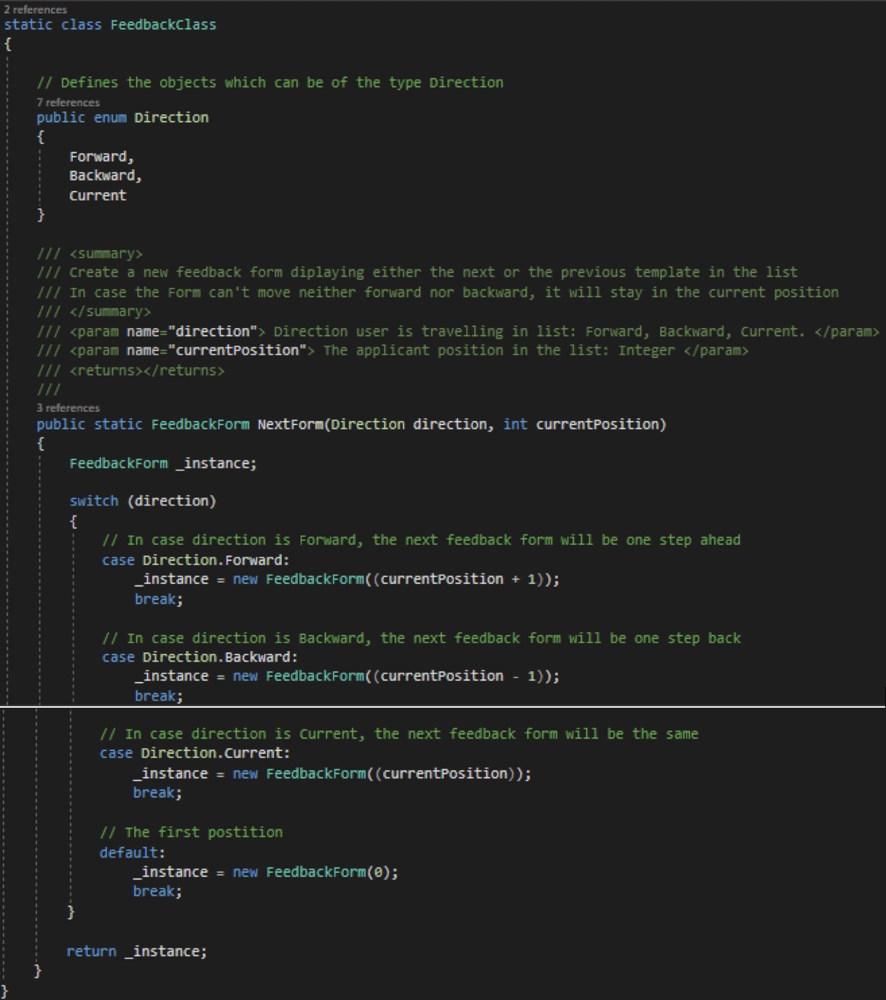 2 references
static class FeedbackClass
{
// Defines the objects which can be of the type Direction
7 references
public enum Direction
{
Forward,
Backward,
Current
}
/// <summary>
/// Create a new feedback form diplaying either the next or the previous template in the list
/// In case the Form can't move neither forward nor backward, it will stay in the current position
/// </summary>
/// <param name="direction"> Direction user is travelling in list: Forward, Backward, Current. </param>
/// <param name="currentPosition"> The applicant position in the list: Integer </param>
/// <returns></returns>
///
3 references
public static FeedbackForm NextForm(Direction direction, int currentPosition)
{
FeedbackForm _instance;
switch (direction)
{
// In case direction is Forward, the next feedback form will be one step ahead
case Direction.Forward:
_instance = new FeedbackForm((currentPosition + 1));
break;
// In case direction is Backward, the next feedback form will be one step back
case Direction.Backward:
_instance = new FeedbackForm((currentPosition - 1));
break;
// In case direction is Current, the next feedback form will be the same
case Direction.Current:
_instance = new FeedbackForm((currentPosition));
break;
// The first postition
default:
_instance = new FeedbackForm(0);
break;
}
return _instance;
}
}